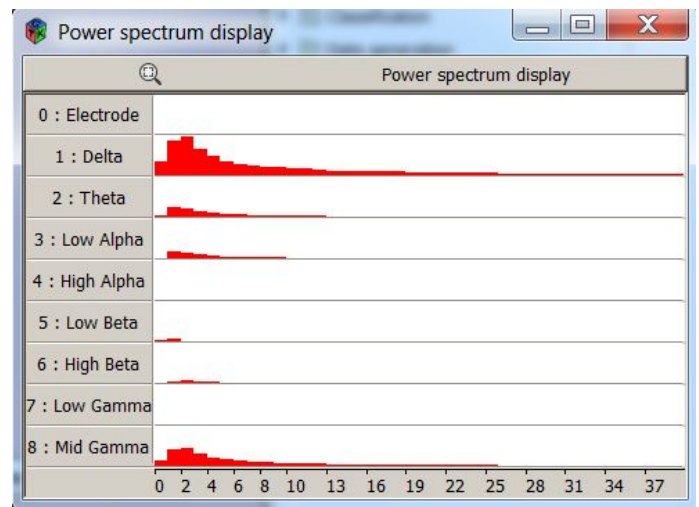 Power spectrum display
Power spectrum display
0 : Electrode
1 : Delta
2 : Theta
3 : Low Alpha
4 : High Alpha
5 : Low Beta
6 : High Beta
7 : Low Gamma
8 : Mid Gamma
0 2 4 6 8 10 13 16 19 22 25 28 31 34 37